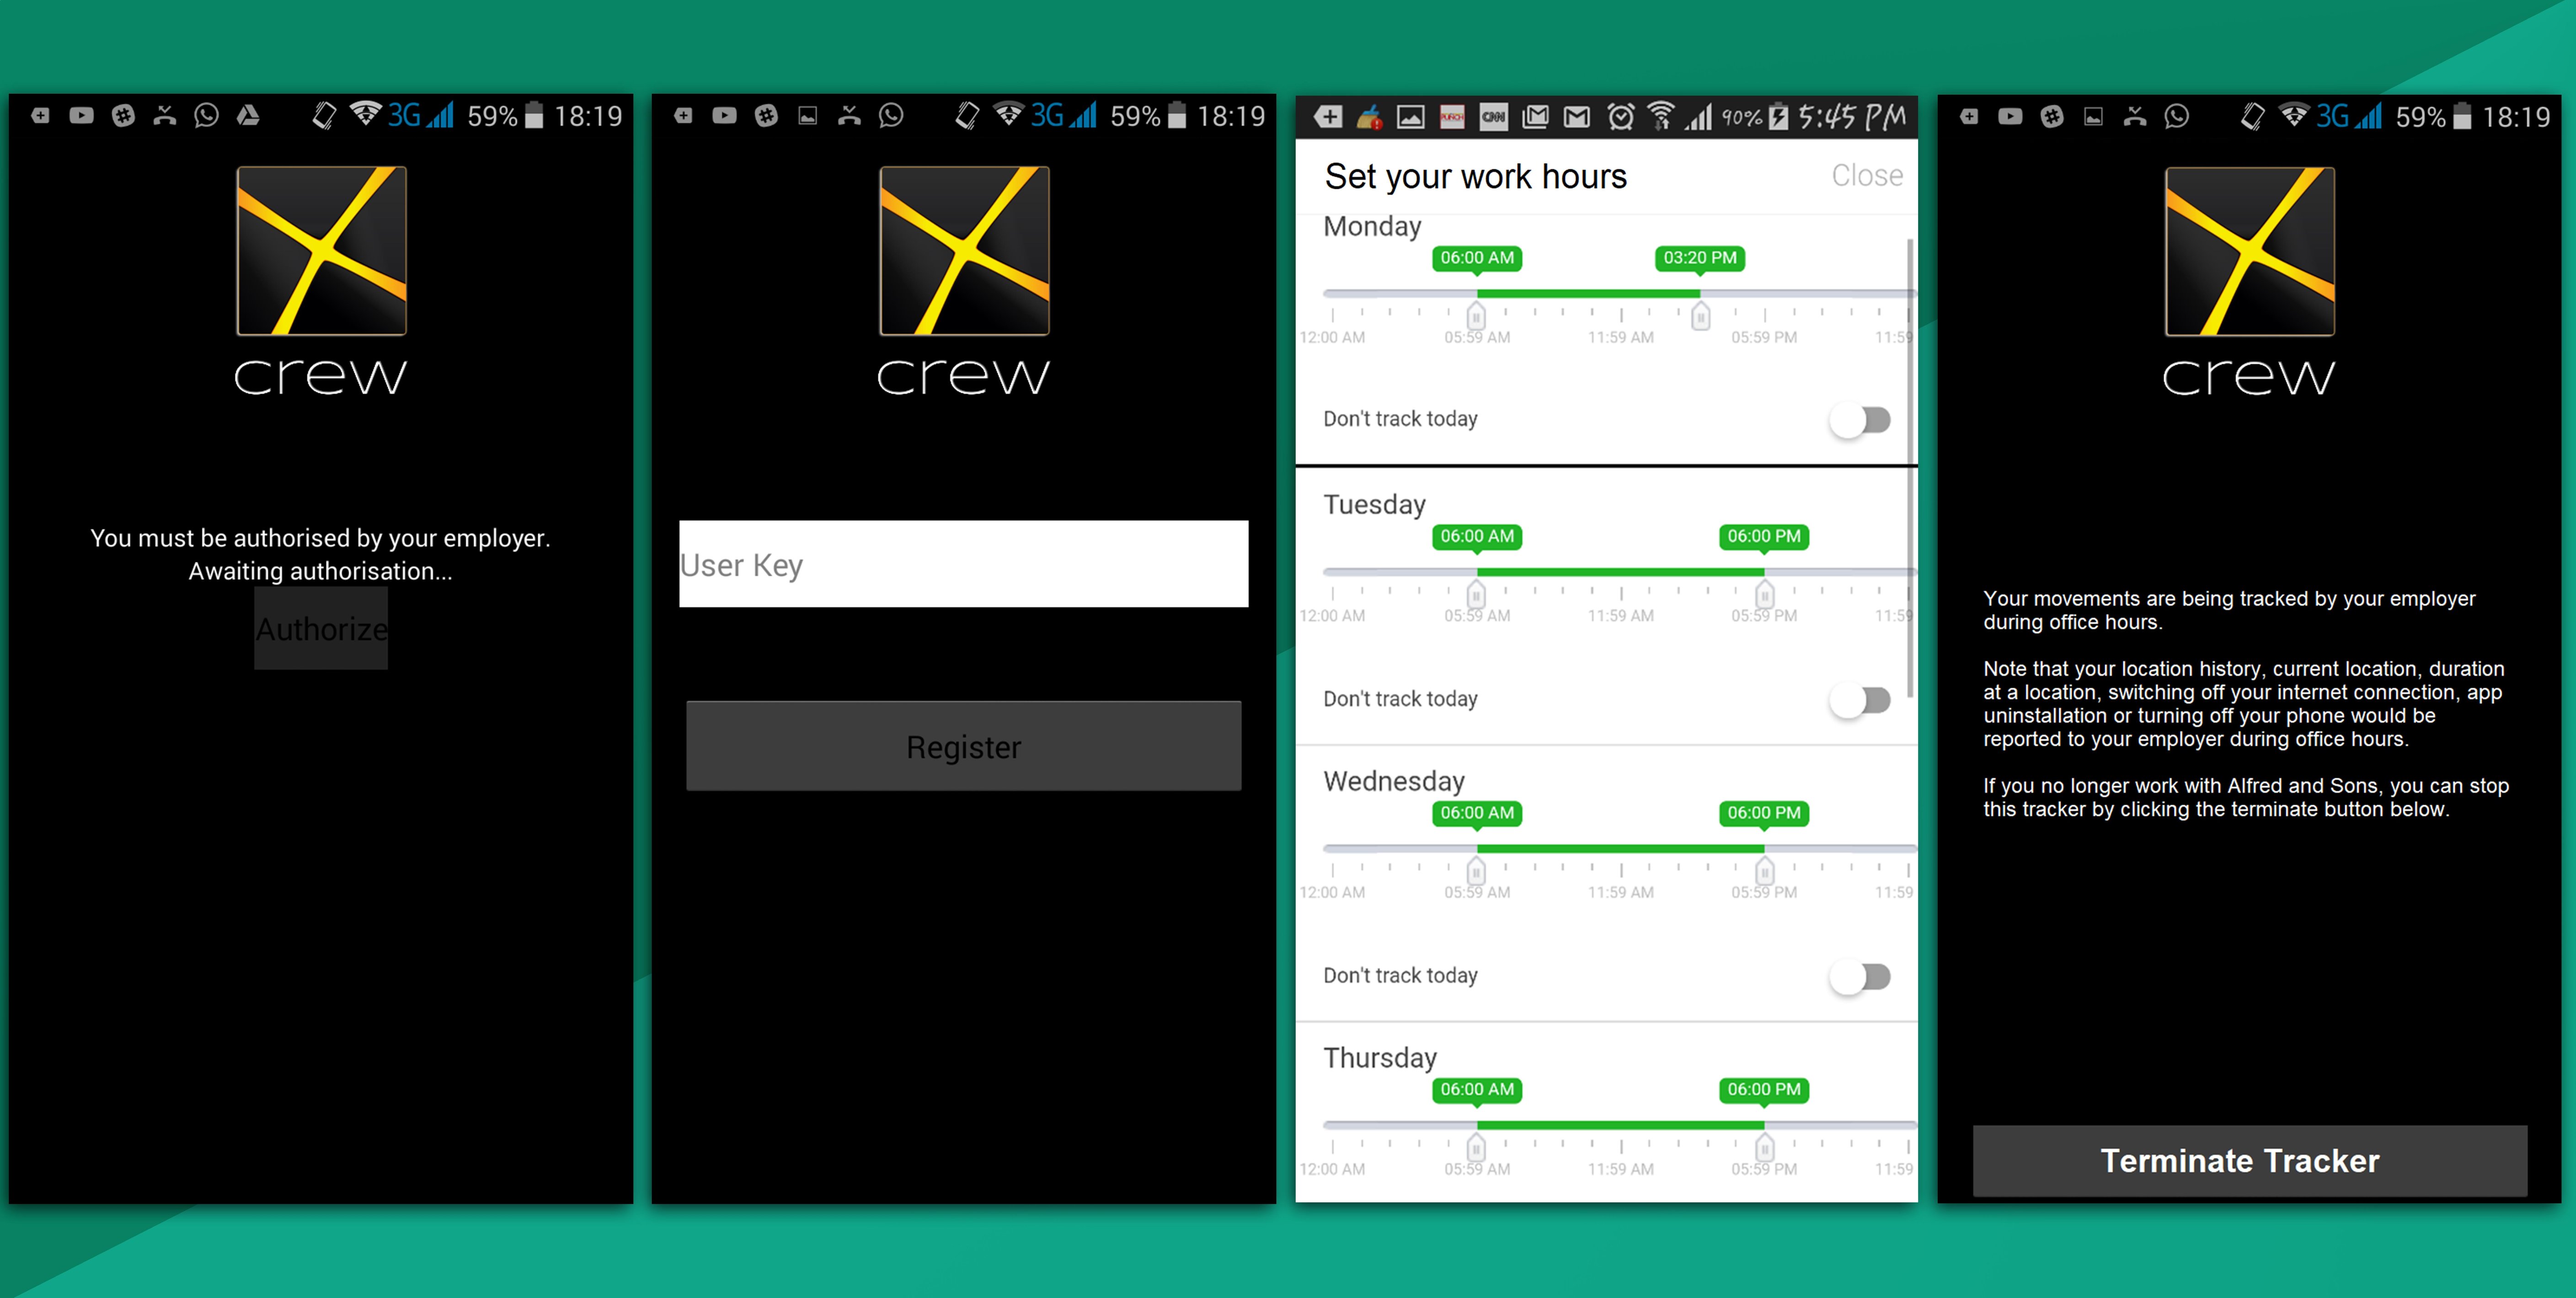 3G 59% 18:19
crew
You must be authorised by your employer.
Awaiting authorisation...
Authorize
3G 59% 18:19
crew
User Key
Register
PUNCH CNN 90% 5:45 PM
Set your work hours Close
Monday
06:00 AM 03:20 PM
12:00 AM 05:59 AM 11:59 AM 05:59 PM 11:59
Don't track today
Tuesday
06:00 AM 06:00 PM
12:00 AM 05:59 AM 11:59 AM 05:59 PM 11:59
Don't track today
Wednesday
06:00 AM 06:00 PM
12:00 AM 05:59 AM 11:59 AM 05:59 PM 11:59
Don't track today
Thursday
06:00 AM 06:00 PM
12:00 AM 05:59 AM 11:59 AM 05:59 PM 11:59
3G 59% 18:19
crew
Your movements are being tracked by your employer
during office hours.
Note that your location history, current location, duration
at a location, switching off your internet connection, app
uninstallation or turning off your phone would be
reported to your employer during office hours.
If you no longer work with Alfred and Sons, you can stop
this tracker by clicking the terminate button below.
Terminate Tracker